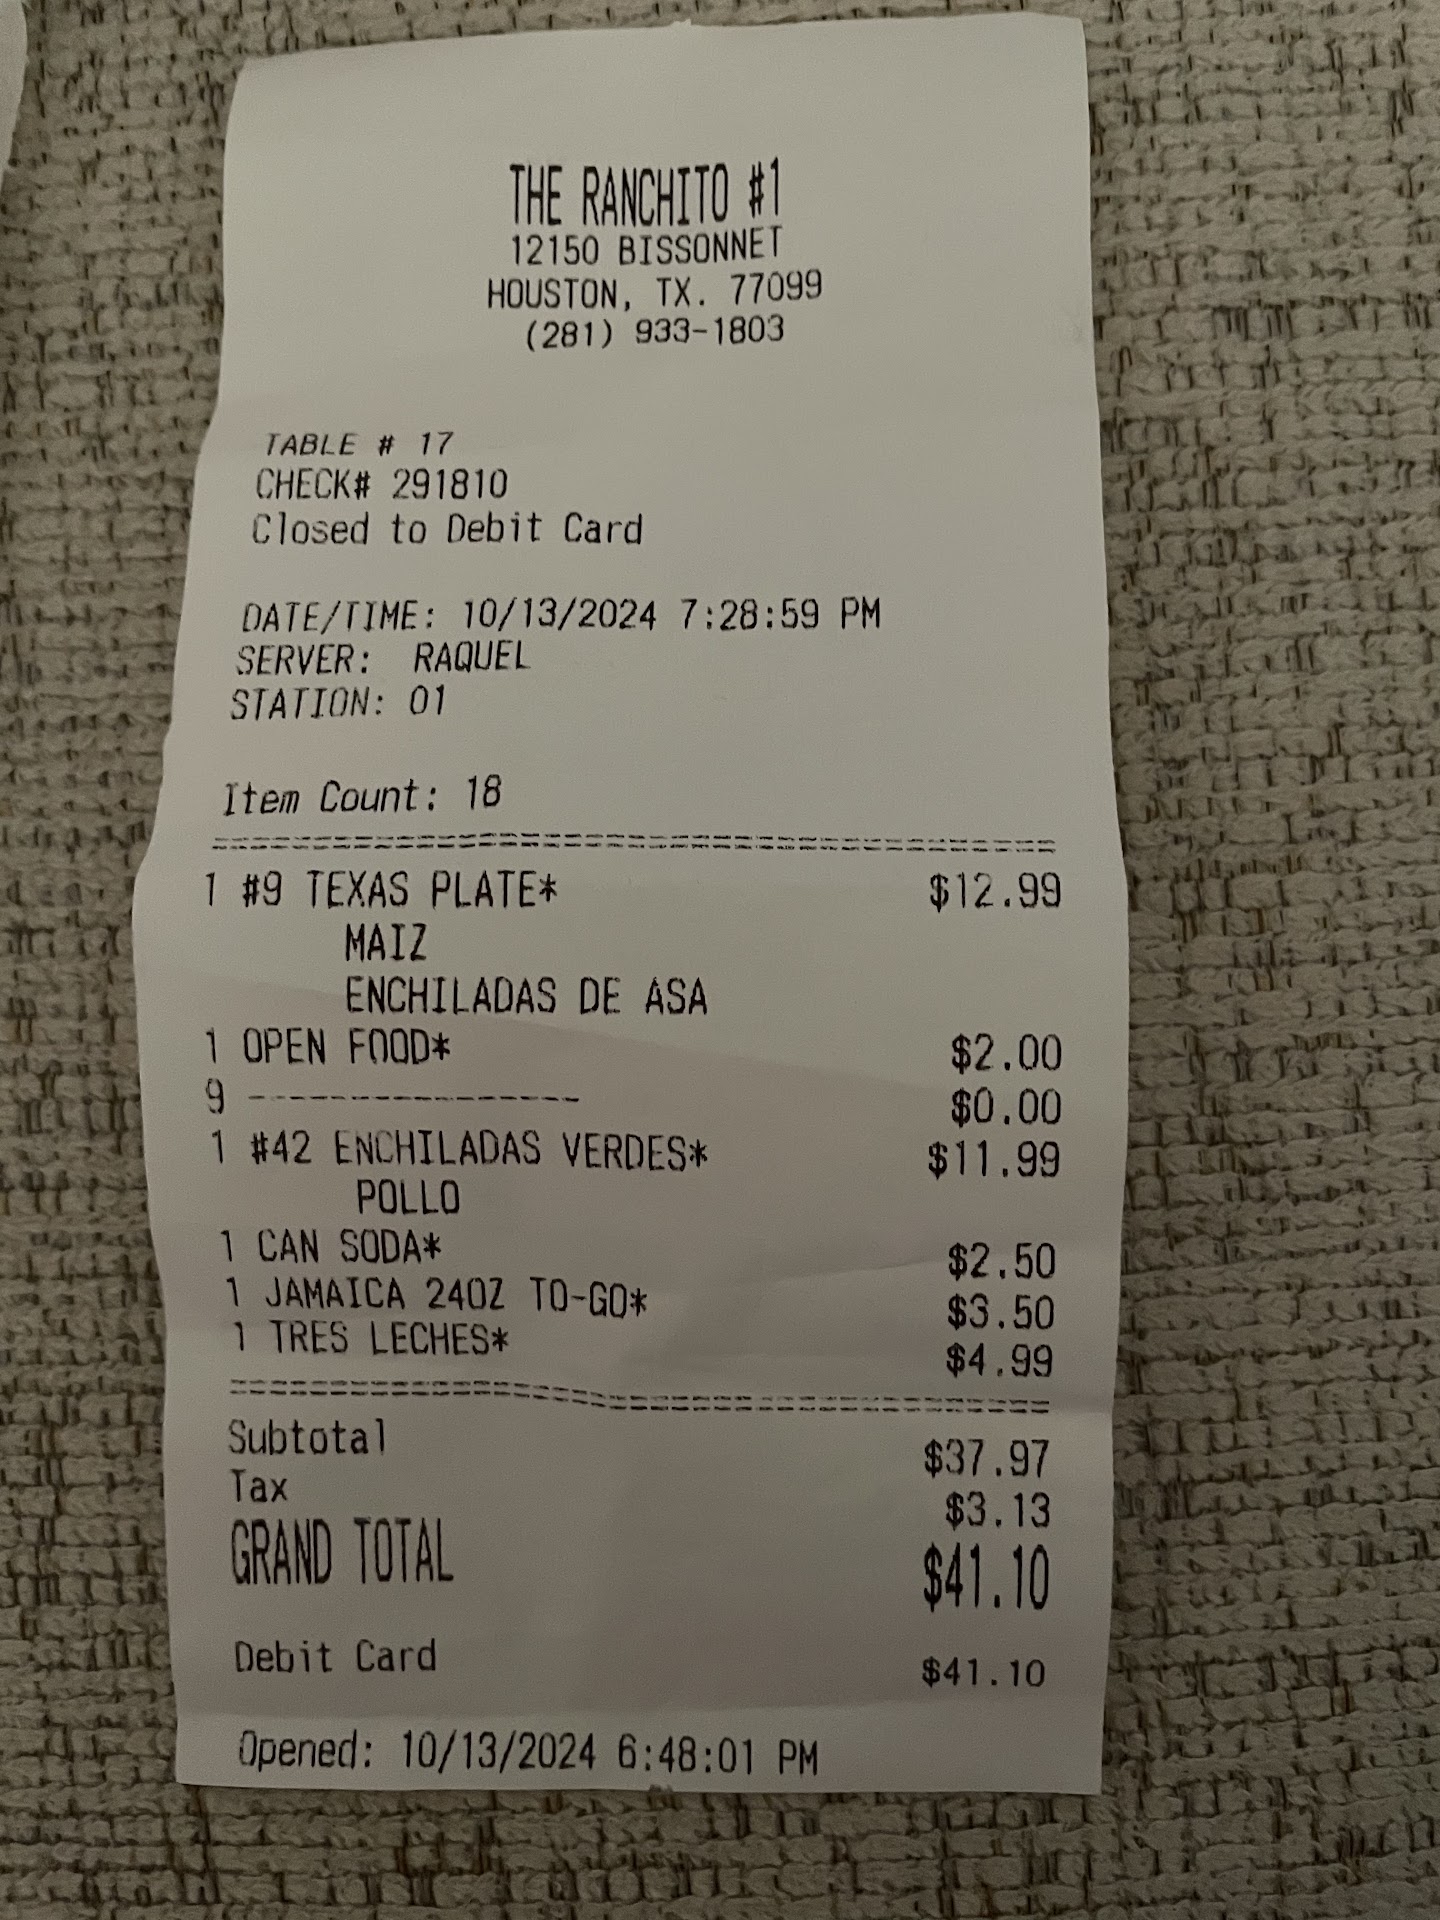 THE RANCHITO #1
12150 BISSONNET
HOUSTON, TX. 77099
(281) 933-1803
TABLE # 17
CHECK# 291810
Closed to Debit Card
DATE/TIME: 10/13/2024 7:28:59 PM
SERVER: RAQUEL
STATION: 01
Item Count: 18
1 #9 TEXAS PLATE* $12.99
MAIZ
ENCHILADAS DE ASA
1 OPEN FOOD* $2.00
9 ---------------- $0.00
1 #42 ENCHILADAS VERDES* $11.99
POLLO
1 CAN SODA* $2.50
1 JAMAICA 24OZ TO-GO* $3.50
1 TRES LECHES* $4.99
Subtotal $37.97
Tax $3.13
GRAND TOTAL $41.10
Debit Card $41.10
Opened: 10/13/2024 6:48:01 PM